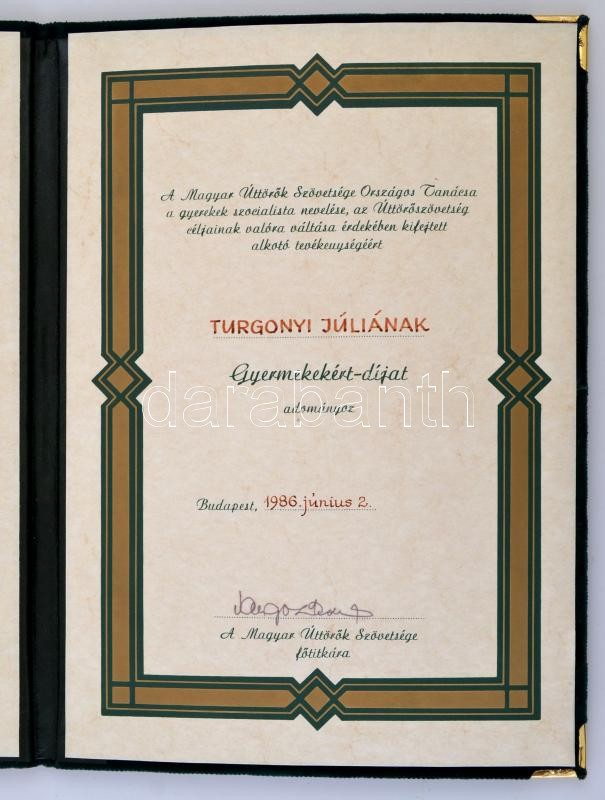 A Magyar Úttörők Szövetsége Országos Tanácsa
a gyerekek szocialista nevelése, az Úttörőszövetség
céljainak valóra váltása érdekében kifejtett
alkotó tevékenységéért
TURGONYI JÚLIÁNAK
Gyermekekért-díjat
darabanth
adományoz
Budapest, 1986. június 2.
A Magyar Úttörők Szövetsége
főtitkára